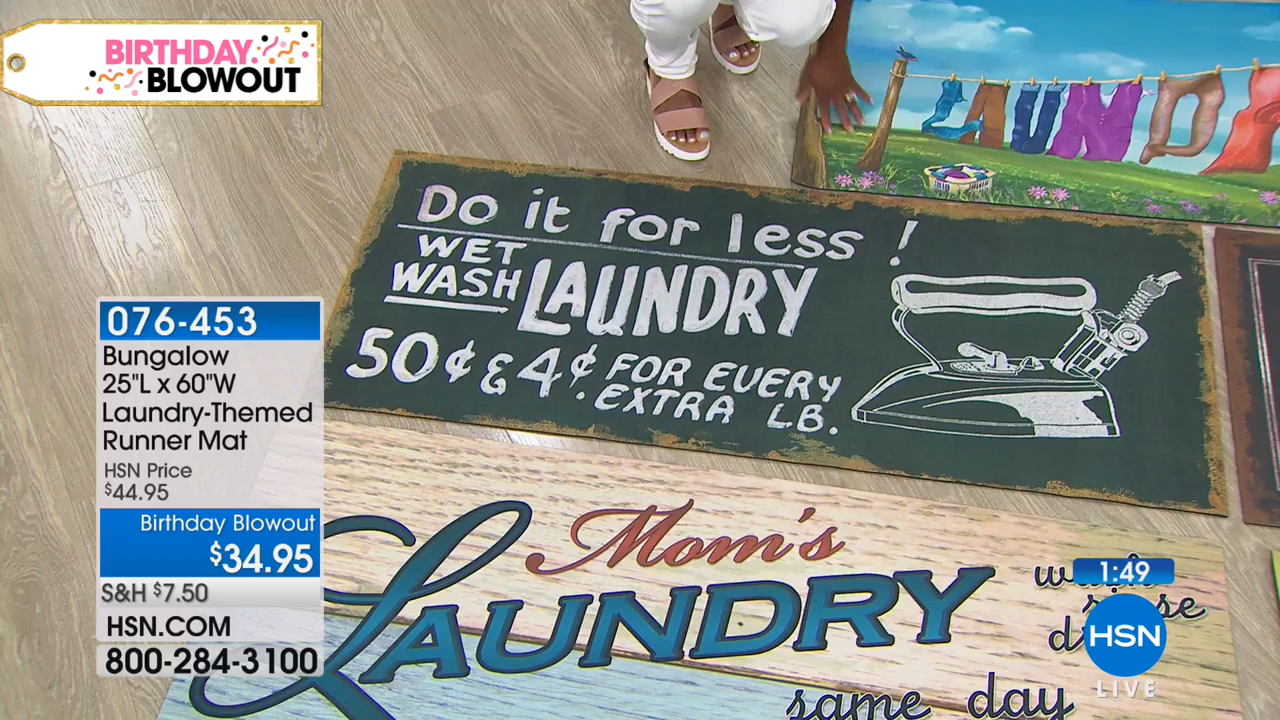 BIRTHDAY
BLOWOUT
LAUNDR
Do it for less !
WET
WASH LAUNDRY
50¢ & 4¢ FOR EVERY
EXTRA LB.
076-453
Bungalow
25"L x 60"W
Laundry-Themed
Runner Mat
HSN Price
$44.95
Birthday Blowout
$34.95
S&H $7.50
HSN.COM
800-284-3100
Mom's
LAUNDRY
same day
1:49
HSN
LIVE